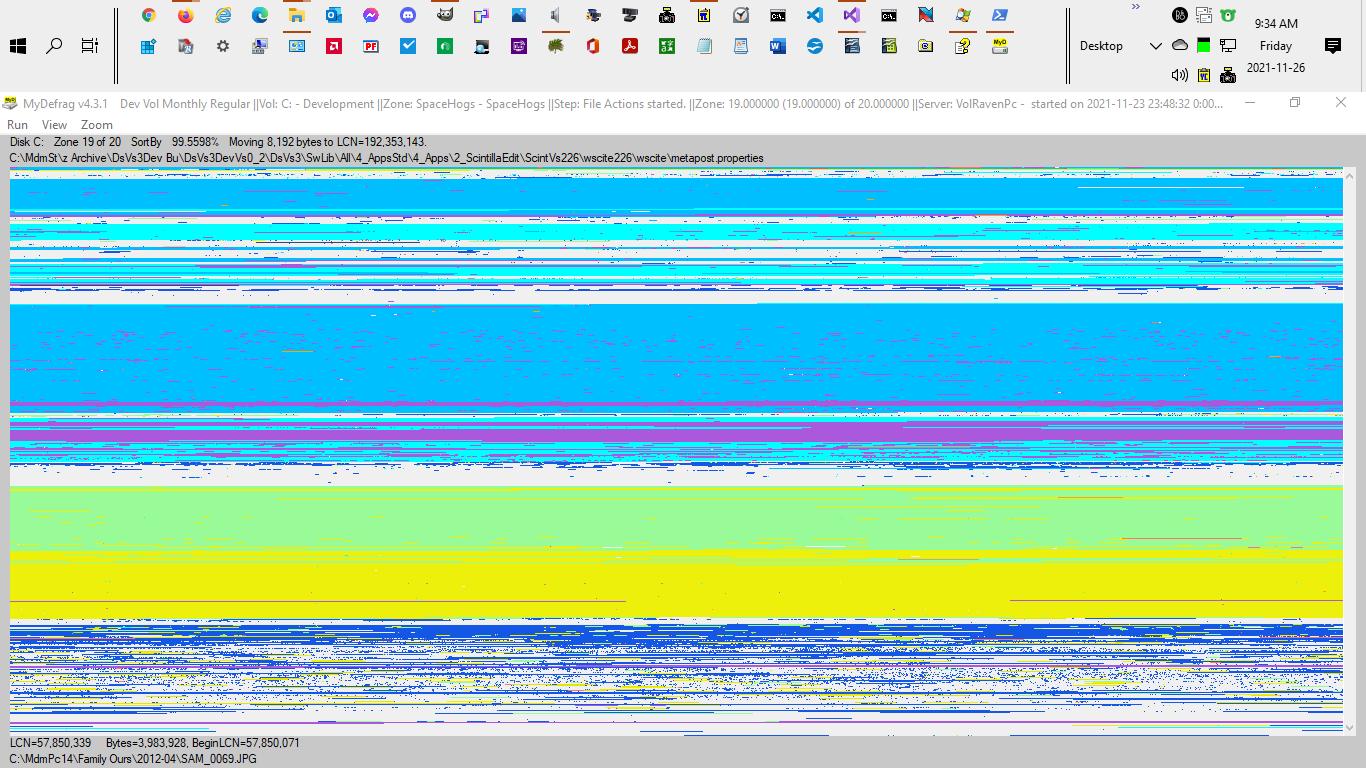 9:34 AM
Desktop
Friday
2021-11-26
MyDefrag v4.3.1 Dev Vol Monthly Regular ||Vol: C: - Development ||Zone: SpaceHogs - SpaceHogs ||Step: File Actions started. ||Zone: 19.000000 (19.000000) of 20.000000 ||Server: VolRavenPc - started on 2021-11-23 23:48:32 0:00...
Run View Zoom
Disk C: Zone 19 of 20 SortBy 99.5598% Moving 8,192 bytes to LCN=192,353,143.
C:\MdmSt\z Archive\DsVs3Dev Bu\DsVs3DevVs0_2\DsVs3\SwLib\All\4_AppsStd\4_Apps\2_ScintillaEdit\ScintVs226\wscite226\wscite\metapost.properties
LCN=57,850,339 Bytes=3,983,928, BeginLCN=57,850,071
C:\MdmPc14\Family Ours\2012-04\SAM_0069.JPG